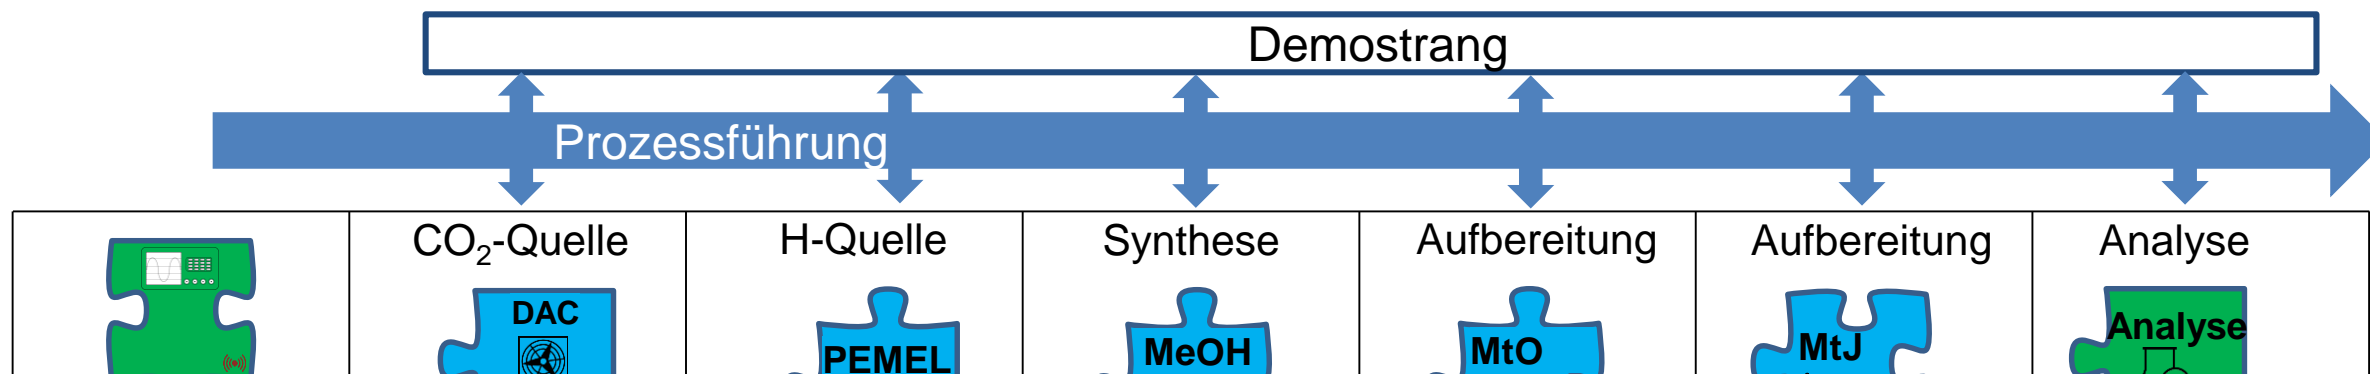 Demostrang
Prozessführung
CO₂-Quelle
H-Quelle
Synthese
Aufbereitung
Aufbereitung
Analyse
DAC
PEMEL
MeOH
MtO
MtJ
Analyse